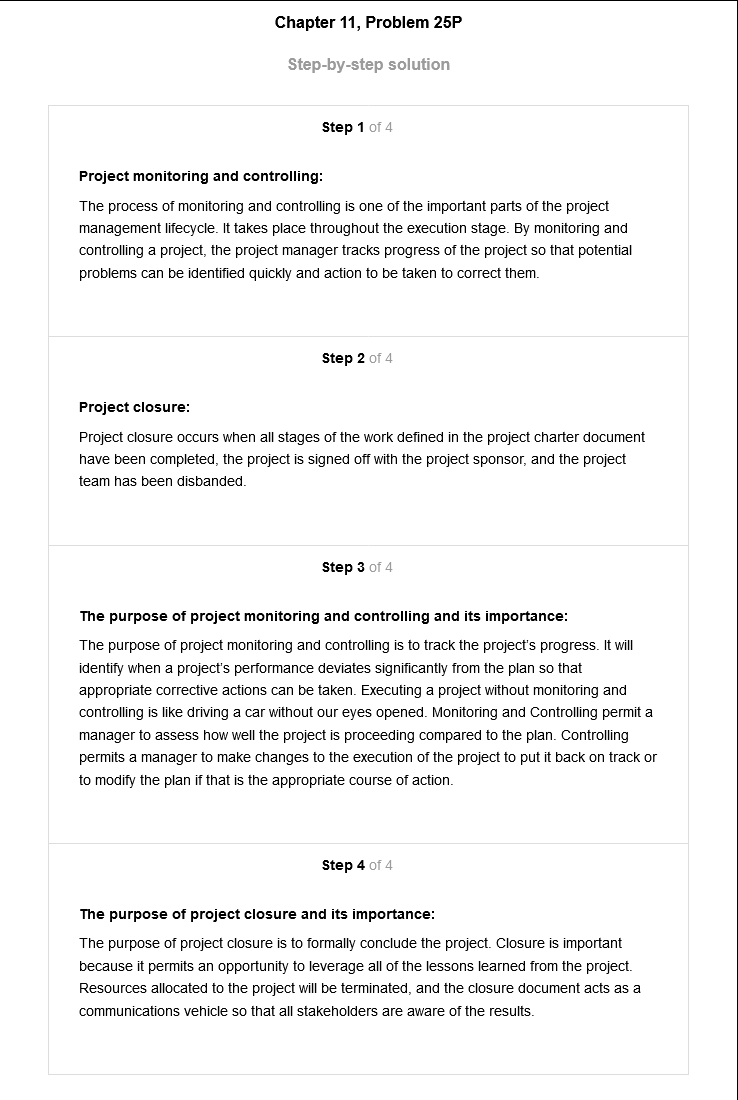 Chapter 11, Problem 25P
Step-by-step solution
Step 1 of 4
Project monitoring and controlling:
The process of monitoring and controlling is one of the important parts of the project
management lifecycle. It takes place throughout the execution stage. By monitoring and
controlling a project, the project manager tracks progress of the project so that potential
problems can be identified quickly and action to be taken to correct them.
Step 2 of 4
Project closure:
Project closure occurs when all stages of the work defined in the project charter document
have been completed, the project is signed off with the project sponsor, and the project
team has been disbanded.
Step 3 of 4
The purpose of project monitoring and controlling and its importance:
The purpose of project monitoring and controlling is to track the project’s progress. It will
identify when a project’s performance deviates significantly from the plan so that
appropriate corrective actions can be taken. Executing a project without monitoring and
controlling is like driving a car without our eyes opened. Monitoring and Controlling permit a
manager to assess how well the project is proceeding compared to the plan. Controlling
permits a manager to make changes to the execution of the project to put it back on track or
to modify the plan if that is the appropriate course of action.
Step 4 of 4
The purpose of project closure and its importance:
The purpose of project closure is to formally conclude the project. Closure is important
because it permits an opportunity to leverage all of the lessons learned from the project.
Resources allocated to the project will be terminated, and the closure document acts as a
communications vehicle so that all stakeholders are aware of the results.